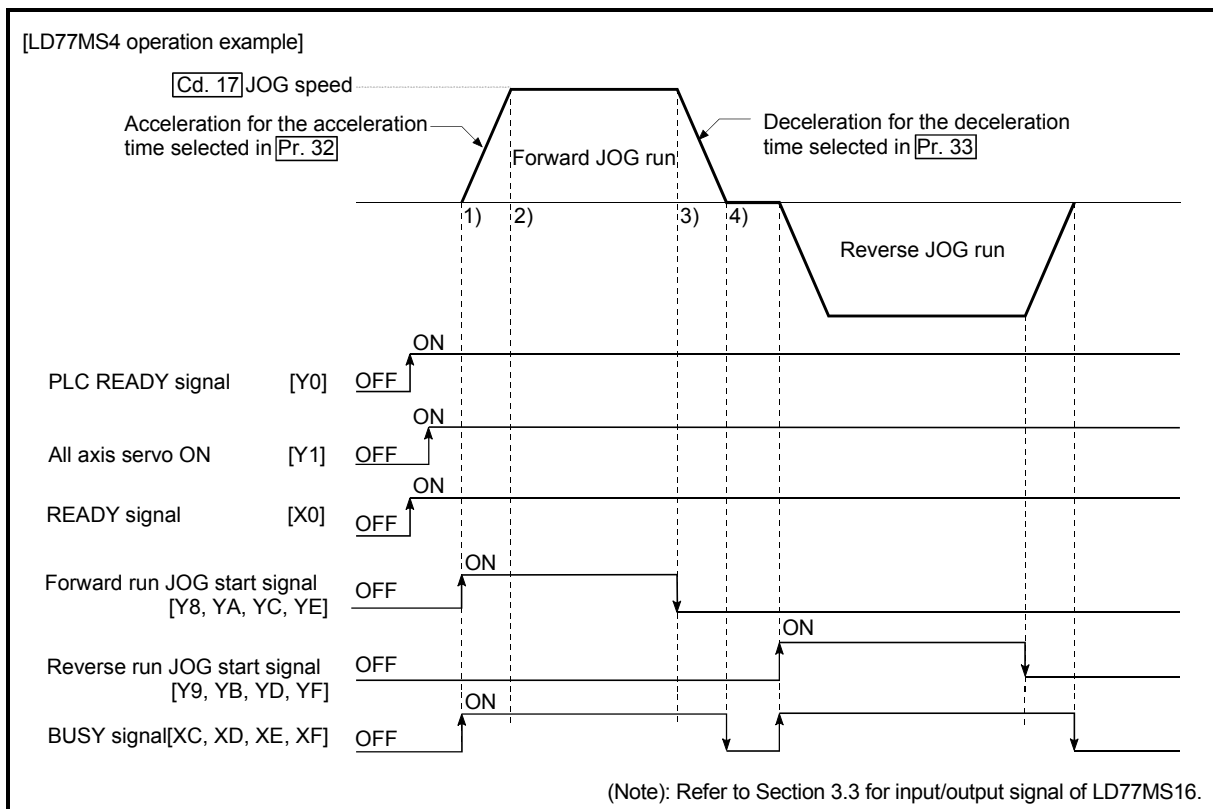 [LD77MS4 operation example]
Cd. 17 JOG speed
Acceleration for the acceleration
time selected in Pr. 32
Deceleration for the deceleration
time selected in Pr. 33
Forward JOG run
1) 2) 3) 4)
Reverse JOG run
ON
PLC READY signal [Y0] OFF
ON
All axis servo ON [Y1] OFF
ON
READY signal [X0] OFF
ON
Forward run JOG start signal OFF
[Y8, YA, YC, YE]
ON
Reverse run JOG start signal OFF
[Y9, YB, YD, YF]
ON
BUSY signal[XC, XD, XE, XF] OFF
(Note): Refer to Section 3.3 for input/output signal of LD77MS16.